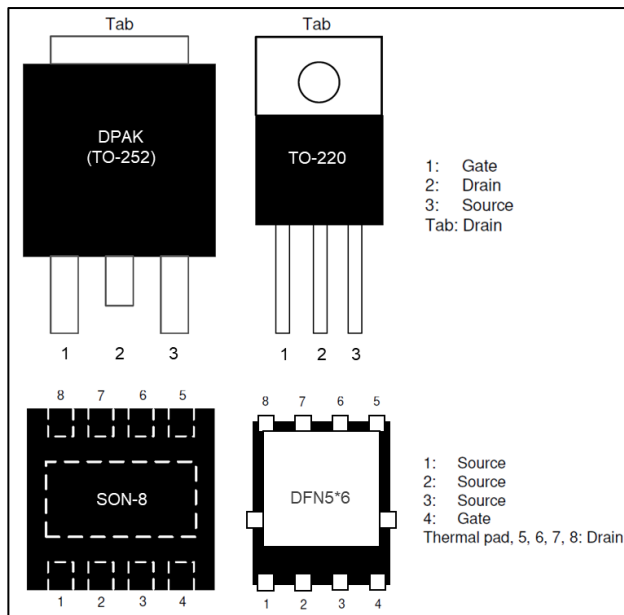 Tab
Tab
DPAK
(TO-252)
TO-220
1: Gate
2: Drain
3: Source
Tab: Drain
1 2 3
1 2 3
8 7 6 5
8 7 6 5
SON-8
DFN5*6
1: Source
2: Source
3: Source
4: Gate
Thermal pad, 5, 6, 7, 8: Drain
1 2 3 4
1 2 3 4